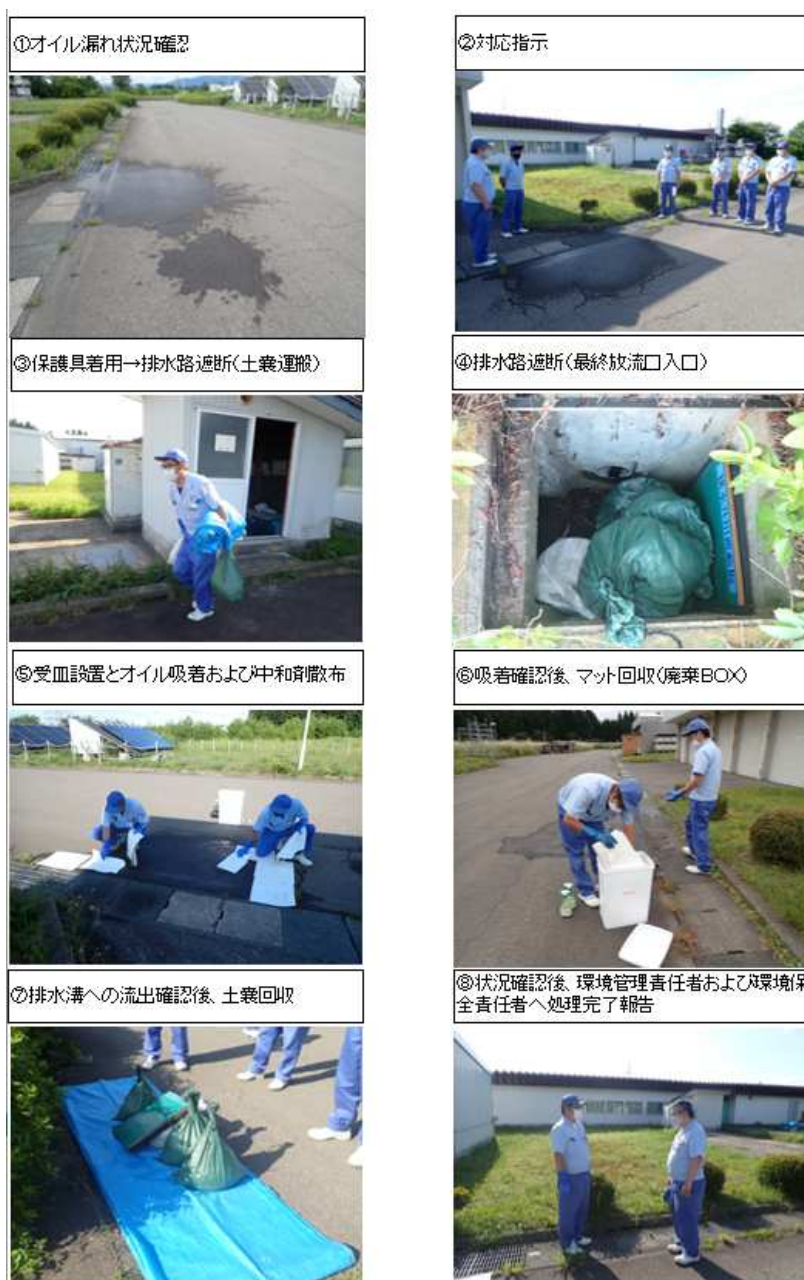 ①オイル漏れ状況確認
②対応指示
③保護具着用→排水路遮断(土嚢運搬)
④排水路遮断(最終放流口入口)
⑤受皿設置とオイル吸着および中和剤散布
⑥吸着確認後、マット回収(廃棄BOX)
⑦排水溝への流出確認後、土嚢回収
⑧状況確認後、環境管理責任者および環境保
全責任者へ処理完了報告